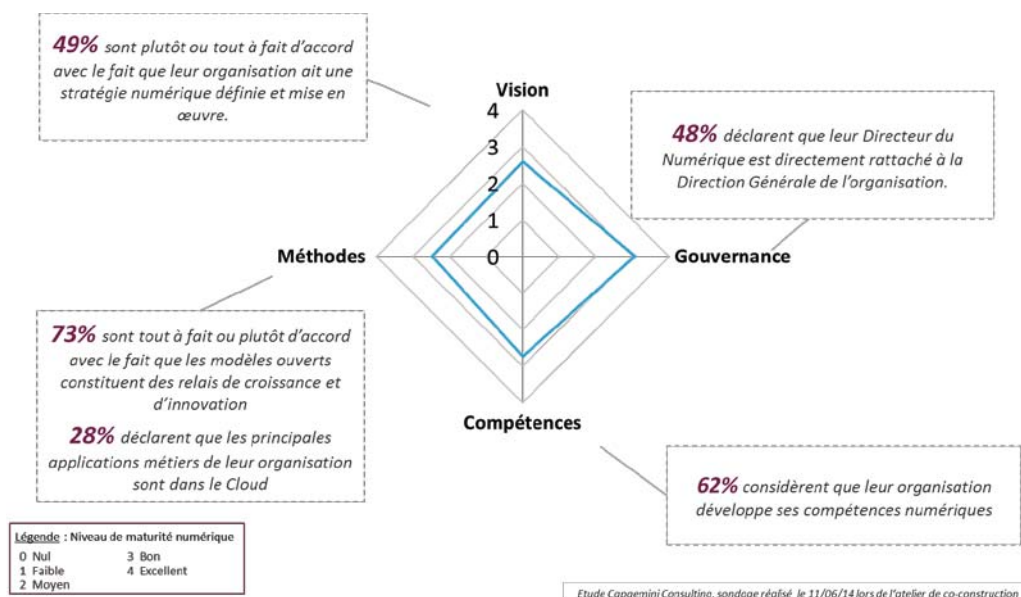 49% sont plutôt ou tout à fait d'accord
avec le fait que leur organisation ait une
stratégie numérique définie et mise en
œuvre.
Vision
4
3
2
1
0
48% déclarent que leur Directeur du
Numérique est directement rattaché à la
Direction Générale de l'organisation.
Méthodes
Gouvernance
73% sont tout à fait ou plutôt d'accord
avec le fait que les modèles ouverts
constituent des relais de croissance et
d'innovation
28% déclarent que les principales
applications métiers de leur organisation
sont dans le Cloud
Compétences
62% considèrent que leur organisation
développe ses compétences numériques
Légende : Niveau de maturité numérique
0 Nul
1 Faible
2 Moyen
3 Bon
4 Excellent
Etude Capgemini Consulting, sondage réalisé le 11/06/14 lors de l'atelier de co-construction